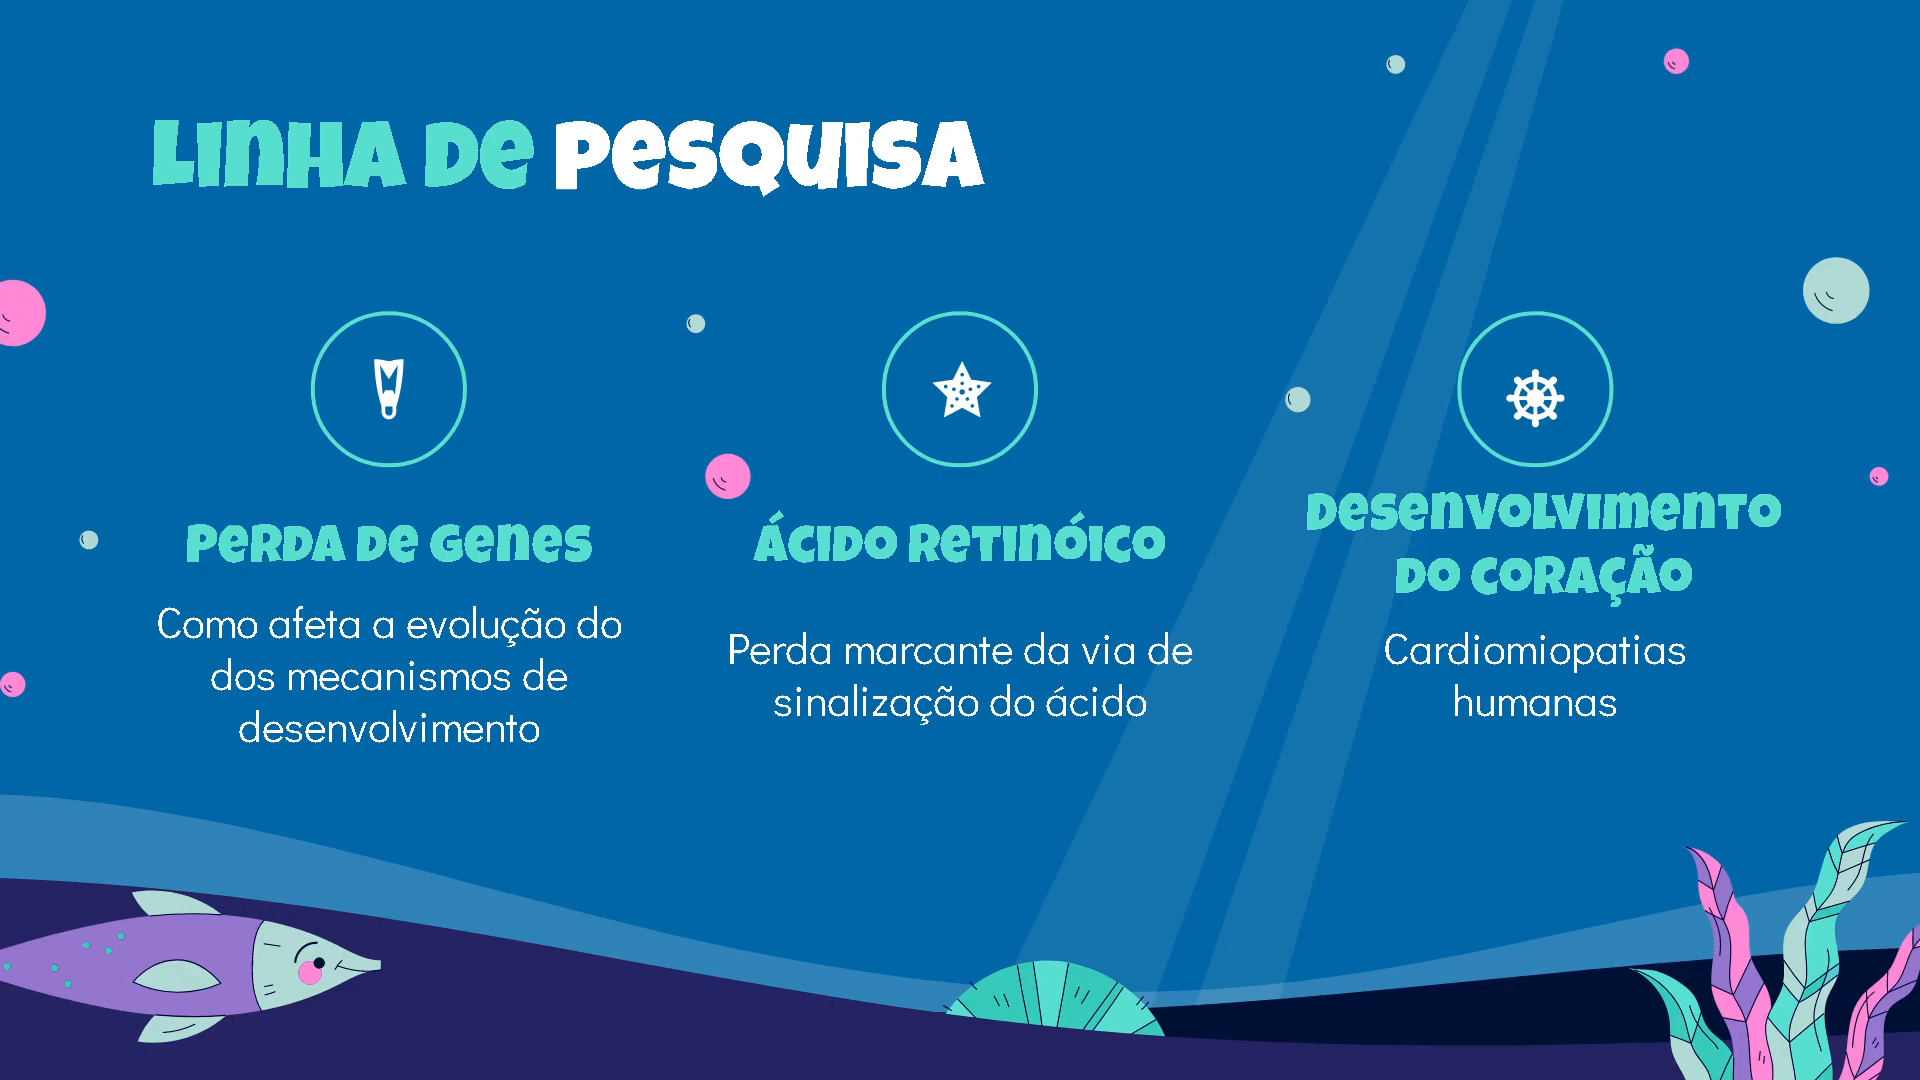 LINHA DE PESQUISA
PERDA DE GENES
Como afeta a evolução do
dos mecanismos de
desenvolvimento
ÁCIDO RETINÓICO
Perda marcante da via de
sinalização do ácido
DESENVOLVIMENTO
DO CORAÇÃO
Cardiomiopatias
humanas